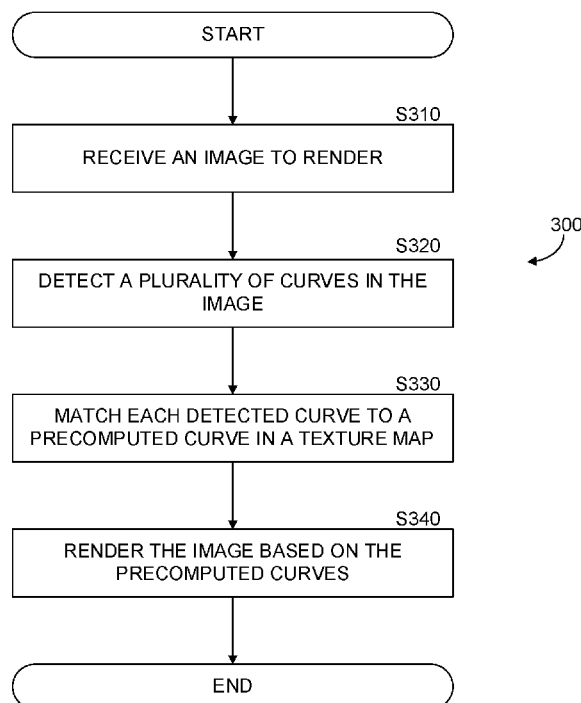 START
S310
RECEIVE AN IMAGE TO RENDER
300
S320
DETECT A PLURALITY OF CURVES IN THE
IMAGE
S330
MATCH EACH DETECTED CURVE TO A
PRECOMPUTED CURVE IN A TEXTURE MAP
S340
RENDER THE IMAGE BASED ON THE
PRECOMPUTED CURVES
END